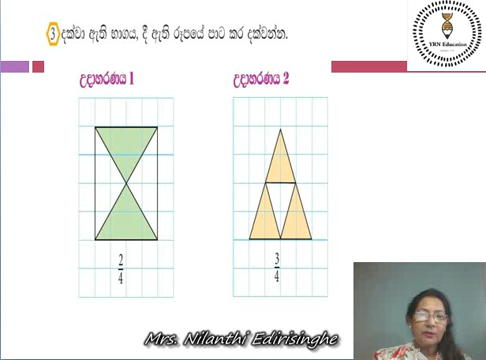 3 දක්වා ඇති භාගය, දී ඇති රූපයේ පාට කර දක්වන්න.
YRN Education
උදාහරණය 1
උදාහරණය 2
2/4
3/4
Mrs. Nilanthi Edirisinghe